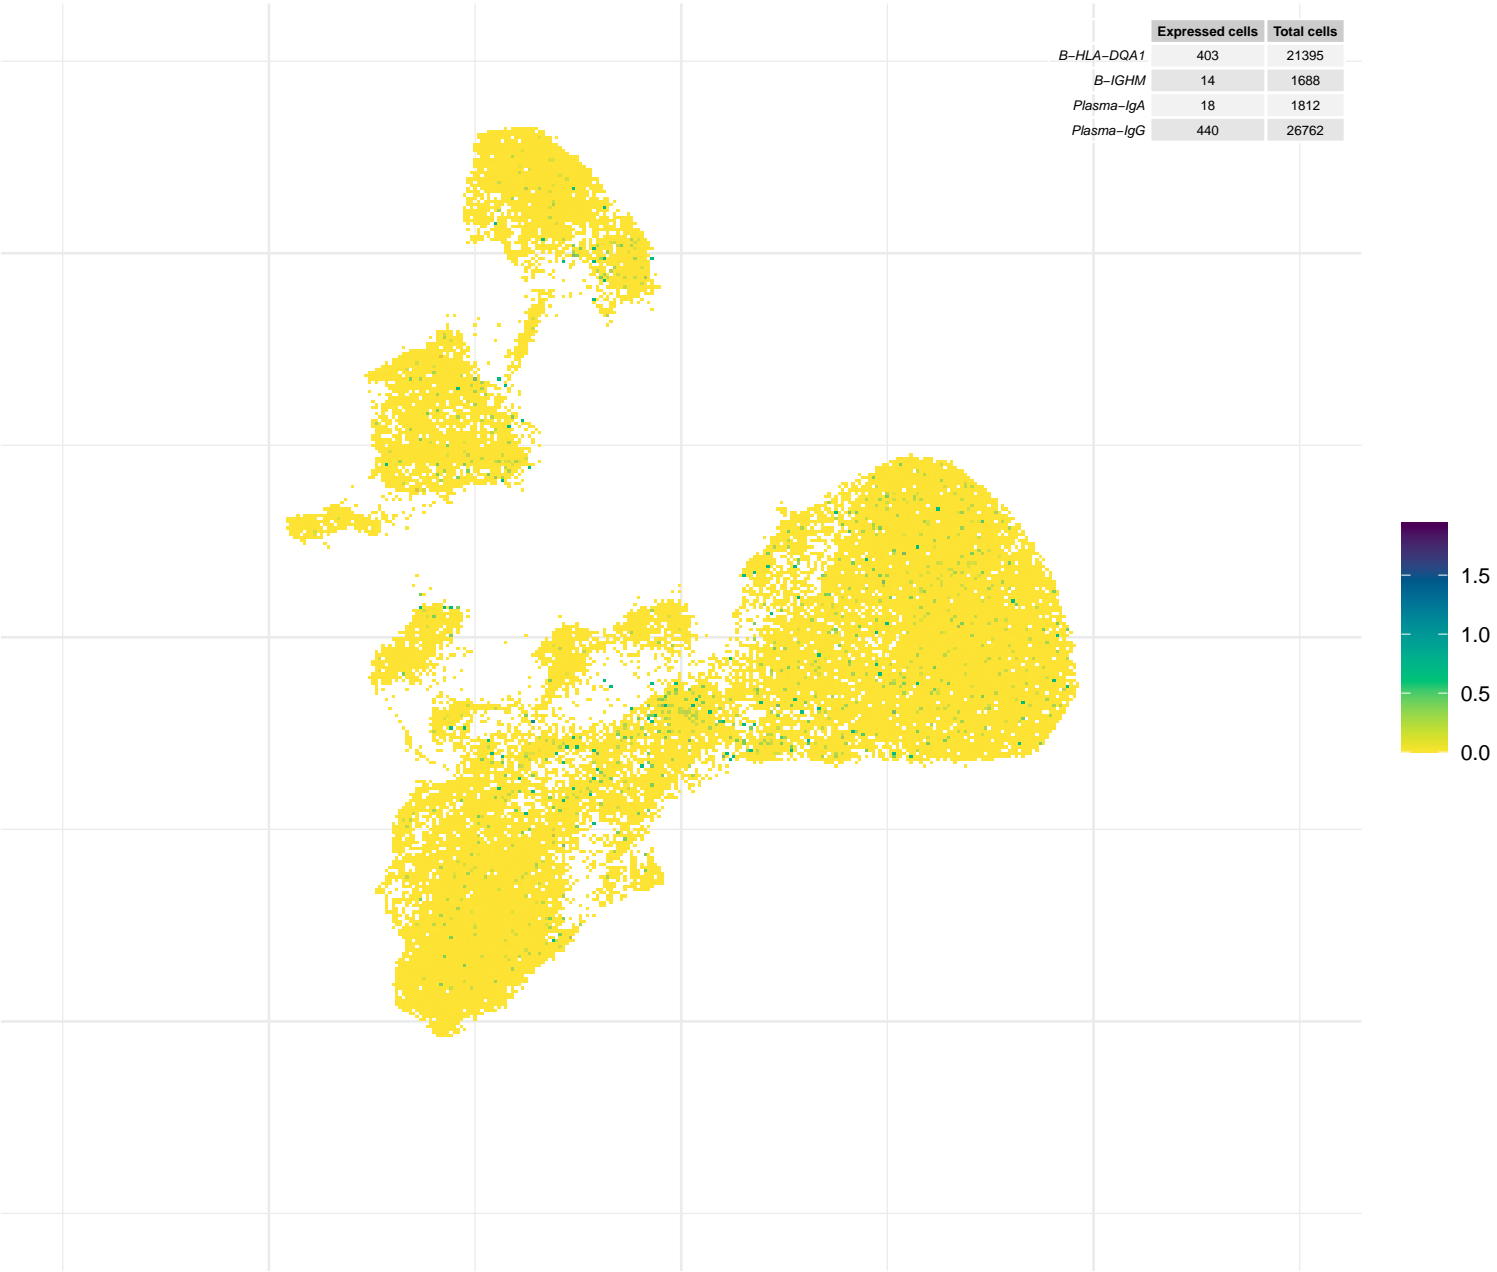 Expressed cells Total cells
B−HLA−DQA1 403 21395
B−IGHM 14 1688
Plasma−IgA 18 1812
Plasma−IgG 440 26762
1.5
1.0
0.5
0.0